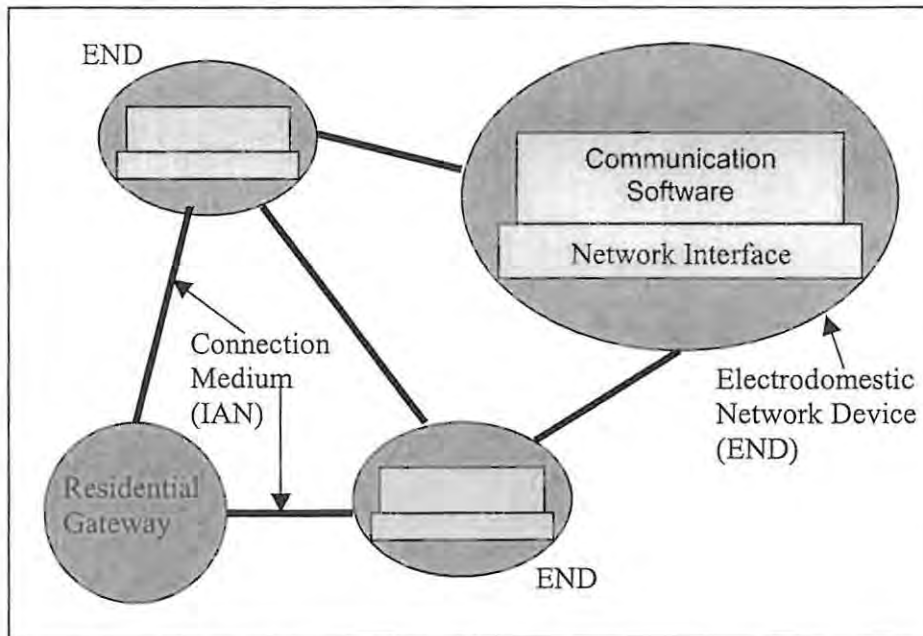 END
Communication
Software
Network Interface
Connection
Medium
(IAN)
Electrodomestic
Network Device
(END)
Residential
Gateway
END